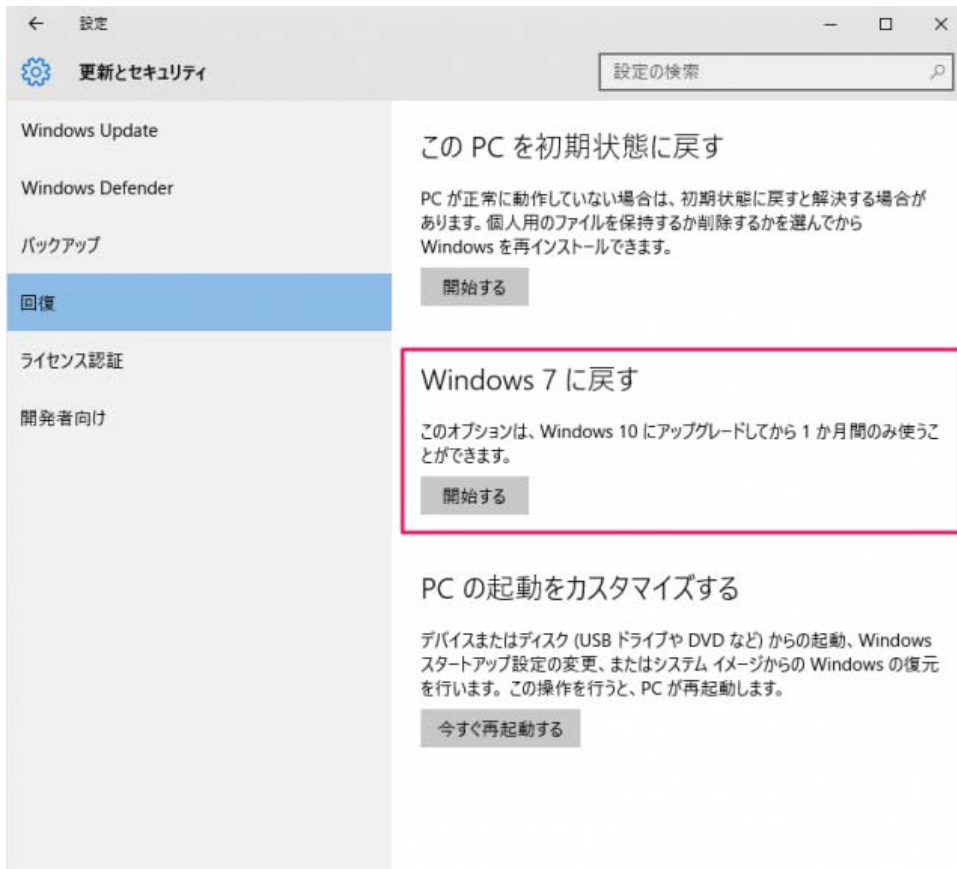 設定
更新とセキュリティ
設定の検索
Windows Update
Windows Defender
バックアップ
回復
ライセンス認証
開発者向け
この PC を初期状態に戻す
PC が正常に動作していない場合は、初期状態に戻すと解決する場合が
あります。個人用のファイルを保持するか削除するかを選んでから
Windows を再インストールできます。
開始する
Windows 7 に戻す
このオプションは、Windows 10 にアップグレードしてから 1 か月間のみ使うこ
とができます。
開始する
PC の起動をカスタマイズする
デバイスまたはディスク (USB ドライブや DVD など) からの起動、Windows
スタートアップ設定の変更、またはシステム イメージからの Windows の復元
を行います。この操作を行うと、PC が再起動します。
今すぐ再起動する